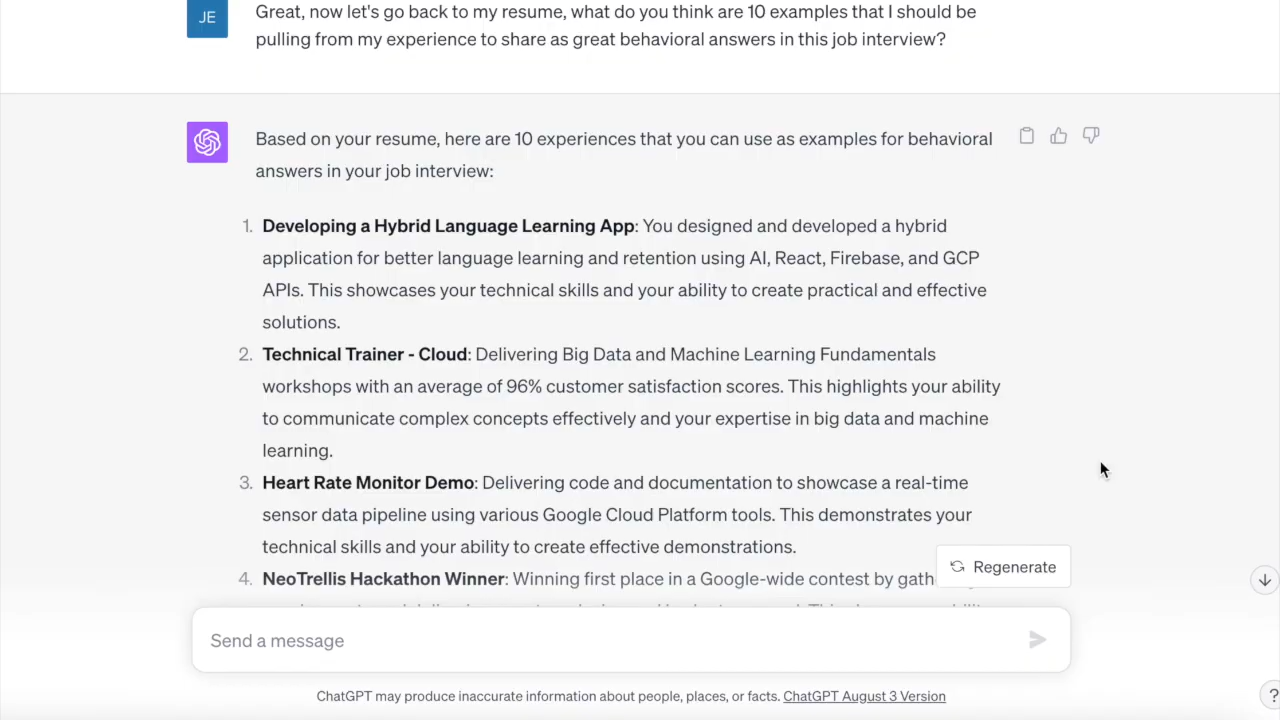 JE
Great, now let's go back to my resume, what do you think are 10 examples that I should be
pulling from my experience to share as great behavioral answers in this job interview?
Based on your resume, here are 10 experiences that you can use as examples for behavioral
answers in your job interview:
1. Developing a Hybrid Language Learning App: You designed and developed a hybrid
application for better language learning and retention using AI, React, Firebase, and GCP
APIs. This showcases your technical skills and your ability to create practical and effective
solutions.
2. Technical Trainer - Cloud: Delivering Big Data and Machine Learning Fundamentals
workshops with an average of 96% customer satisfaction scores. This highlights your ability
to communicate complex concepts effectively and your expertise in big data and machine
learning.
3. Heart Rate Monitor Demo: Delivering code and documentation to showcase a real-time
sensor data pipeline using various Google Cloud Platform tools. This demonstrates your
technical skills and your ability to create effective demonstrations.
Regenerate
4. NeoTrellis Hackathon Winner: Winning first place in a Google-wide contest by
Send a message
ChatGPT may produce inaccurate information about people, places, or facts. ChatGPT August 3 Version
?